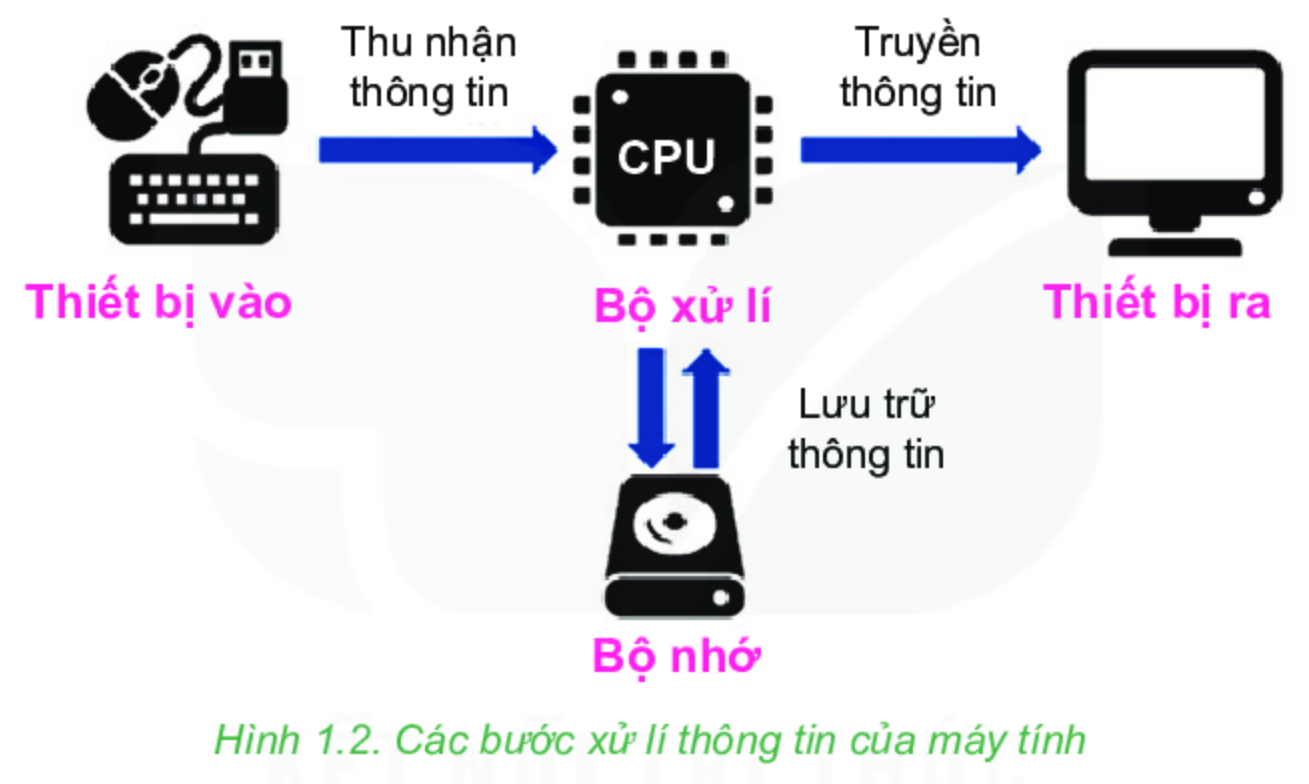 Thu nhận
thông tin
Truyền
thông tin
CPU
Thiết bị vào
Bộ xử lí
Thiết bị ra
Lưu trữ
thông tin
Bộ nhớ
Hình 1.2. Các bước xử lí thông tin của máy tính